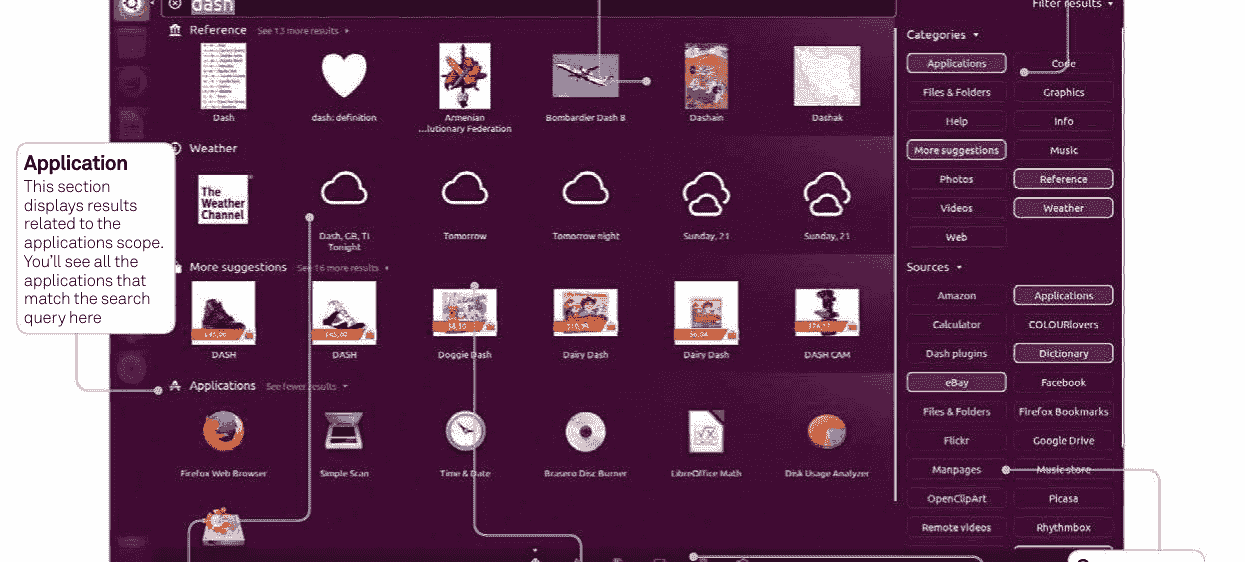 dash
Filter results
Reference See 13 more results
Dash
dash: definition
Armenian
...lutionary Federation
Bombardier Dash 8
Dashain
Dashak
Weather
The
Weather
Channel
Dash, GB, TI
Tonight
Tomorrow
Tomorrow night
Sunday, 21
Sunday, 21
More suggestions See 16 more results
DASH
DASH
Doggie Dash
Dairy Dash
Dairy Dash
DASH CAM
Applications See fewer results
Firefox Web Browser
Simple Scan
Time & Date
Brasero Disc Burner
LibreOffice Math
Disk Usage Analyzer
Application
This section
displays results
related to the
applications scope.
You'll see all the
applications that
match the search
query here
Categories
Applications
Code
Files & Folders
Graphics
Help
Info
More suggestions
Music
Photos
Reference
Videos
Weather
Web
Sources
Amazon
Applications
Calculator
COLOURlovers
Dash plugins
Dictionary
eBay
Facebook
Files & Folders
Firefox Bookmarks
Flickr
Google Drive
Manpages
Music store
OpenClipArt
Picasa
Remote videos
Rhythmbox